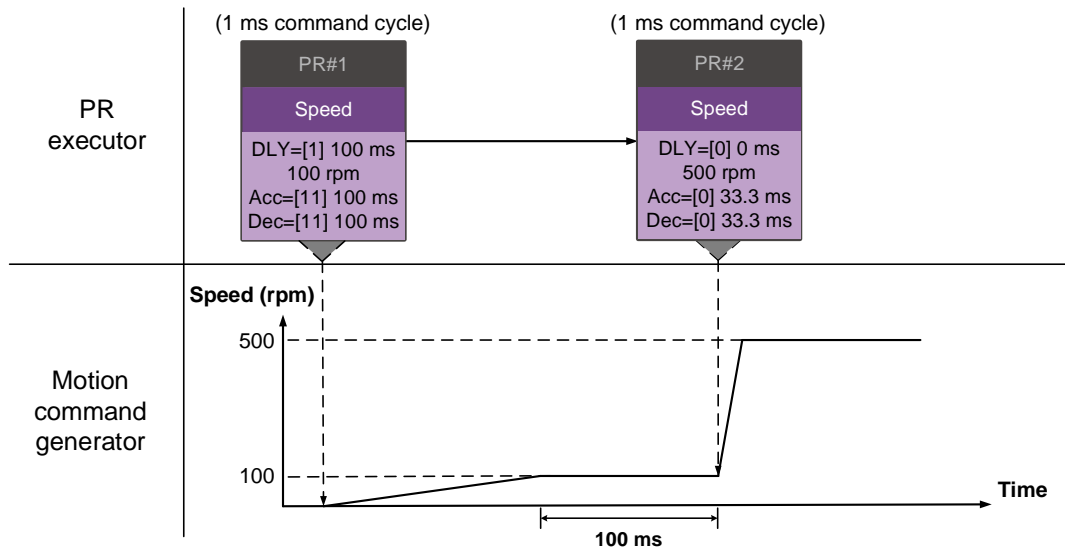 (1 ms command cycle)
(1 ms command cycle)
PR
executor
PR#1
Speed
DLY=[1] 100 ms
100 rpm
Acc=[11] 100 ms
Dec=[11] 100 ms
PR#2
Speed
DLY=[0] 0 ms
500 rpm
Acc=[0] 33.3 ms
Dec=[0] 33.3 ms
Motion
command
generator
Speed (rpm)
500
100
Time
100 ms